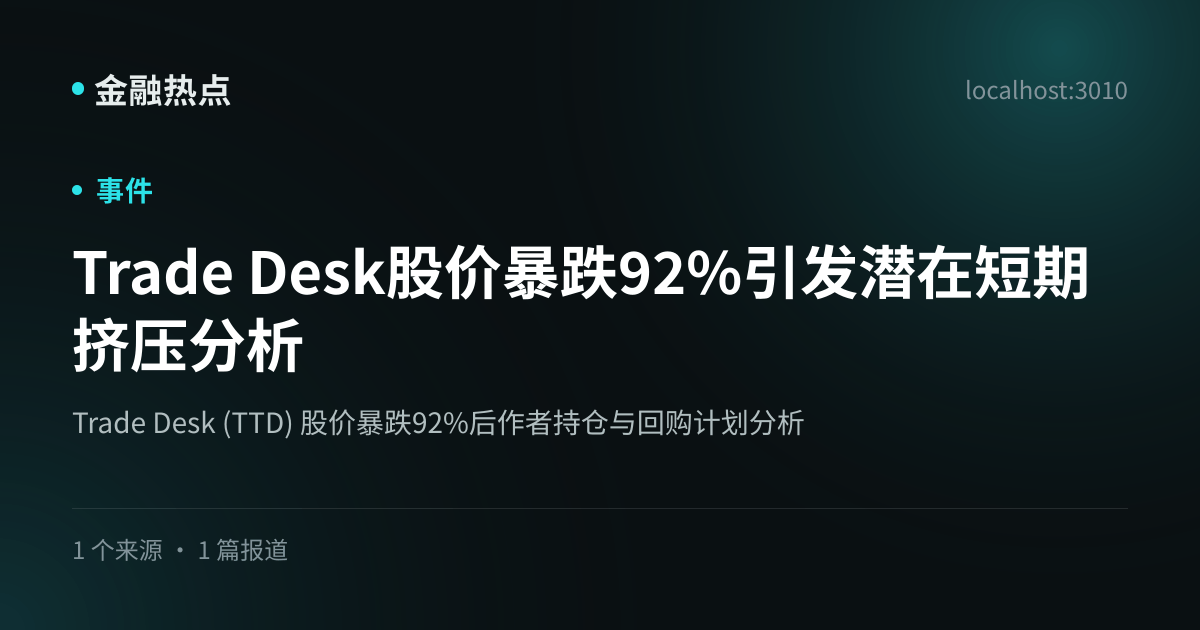 金融热点
localhost:3010
事件
Trade Desk股价暴跌92%引发潜在短期
挤压分析
Trade Desk (TTD) 股价暴跌92%后作者持仓与回购计划分析
1 个来源 · 1 篇报道